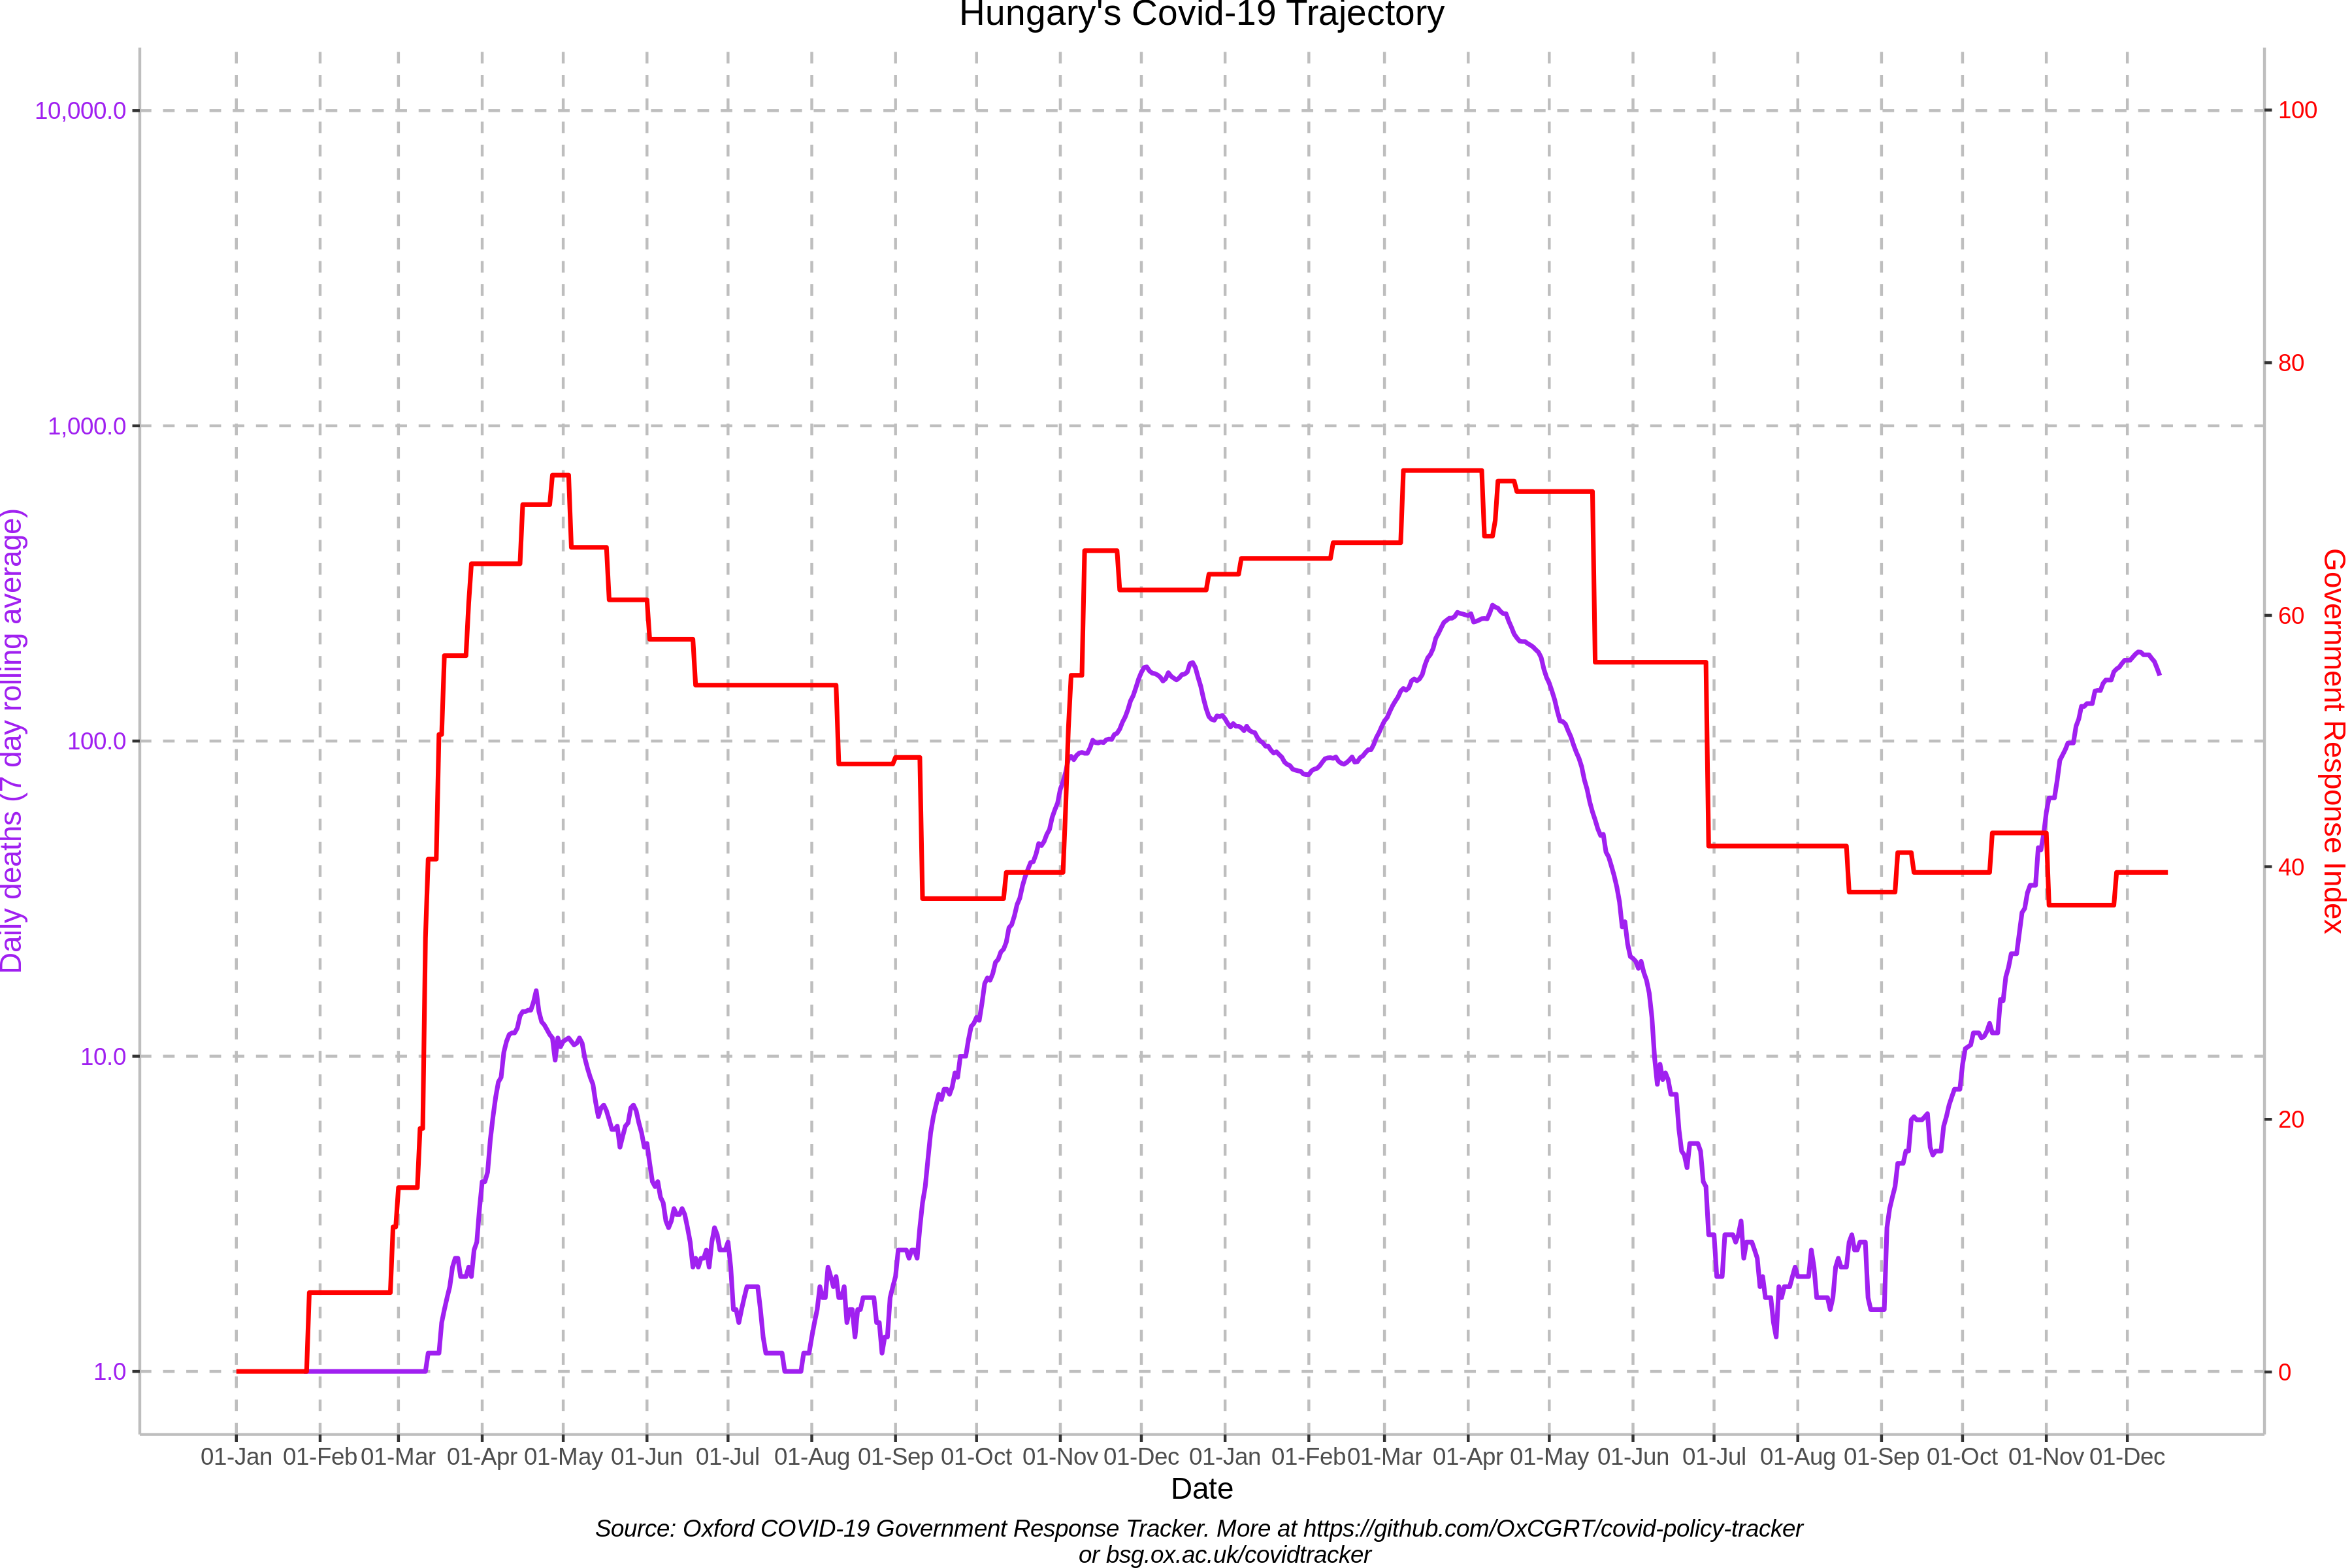 Hungary's Covid-19 Trajectory
10,000.0
1,000.0
100.0
10.0
1.0
Daily deaths (7 day rolling average)
100
80
60
40
20
0
Government Response Index
01-Jan 01-Feb 01-Mar 01-Apr 01-May 01-Jun 01-Jul 01-Aug 01-Sep 01-Oct 01-Nov 01-Dec 01-Jan 01-Feb 01-Mar 01-Apr 01-May 01-Jun 01-Jul 01-Aug 01-Sep 01-Oct 01-Nov 01-Dec
Date
Source: Oxford COVID-19 Government Response Tracker. More at https://github.com/OxCGRT/covid-policy-tracker
or bsg.ox.ac.uk/covidtracker